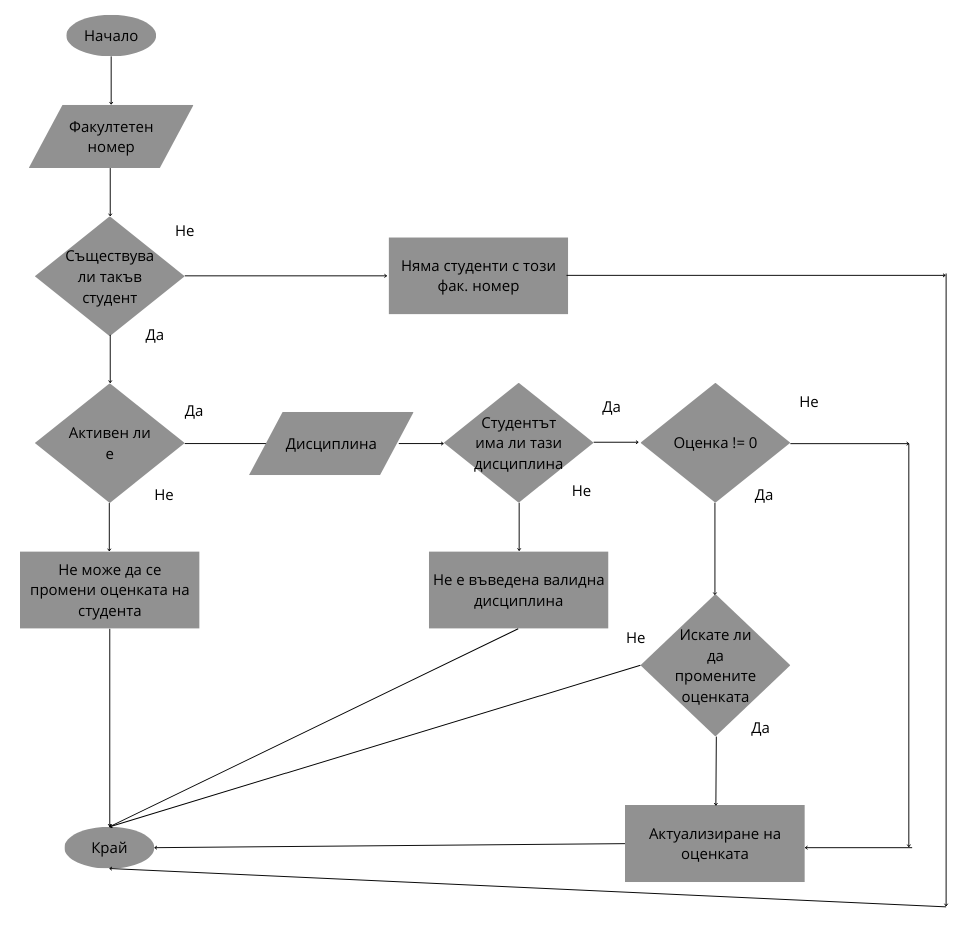 Начало
Факултетен
номер
Не
Съществува
ли такъв
студент
Няма студенти с този
фак. номер
Да
Активен ли
е
Да
Дисциплина
Студентът
има ли тази
дисциплина
Да
Оценка != 0
Не
Не
Не
Да
Не може да се
промени оценката на
студента
Не е въведена валидна
дисциплина
Не
Искате ли
да
промените
оценката
Да
Край
Актуализиране на
оценката